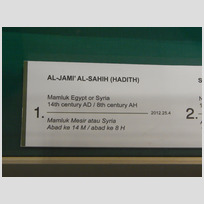 AL-JAMI' AL-SAHIH (HADITH)
Mamluk Egypt or Syria
14th century AD / 8th century AH
1.
2012.25.4
Mamluk Mesir atau Syria
Abad ke 14 M / abad ke 8 H
S
2.